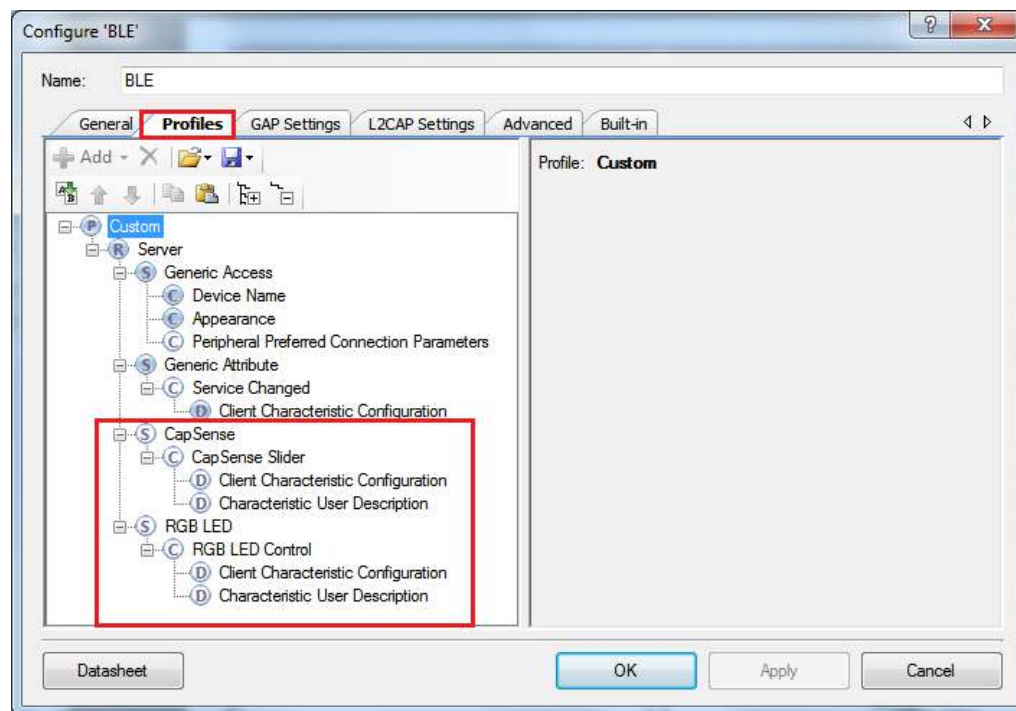 Configure 'BLE'
Name: BLE
General Profiles GAP Settings L2CAP Settings Advanced Built-in
Add
Profile: Custom
P Custom
R Server
S Generic Access
C Device Name
C Appearance
C Peripheral Preferred Connection Parameters
S Generic Attribute
C Service Changed
D Client Characteristic Configuration
S CapSense
C CapSense Slider
D Client Characteristic Configuration
D Characteristic User Description
S RGB LED
C RGB LED Control
D Client Characteristic Configuration
D Characteristic User Description
Datasheet OK Apply Cancel